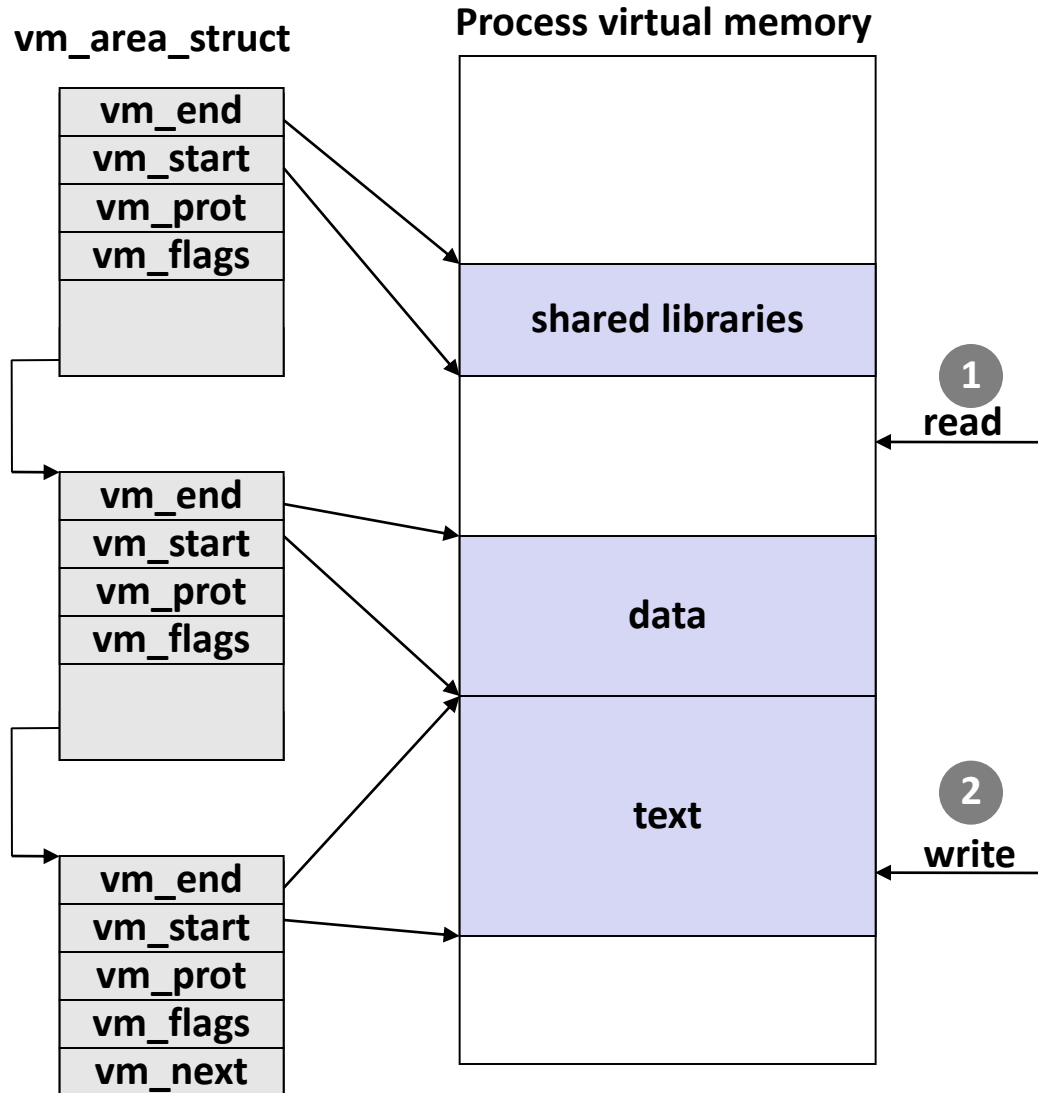 Process virtual memory
vm_area_struct
vm_end
vm_start
vm_prot
vm_flags
shared libraries
1
read
vm_end
vm_start
vm_prot
vm_flags
data
text
2
write
vm_end
vm_start
vm_prot
vm_flags
vm_next